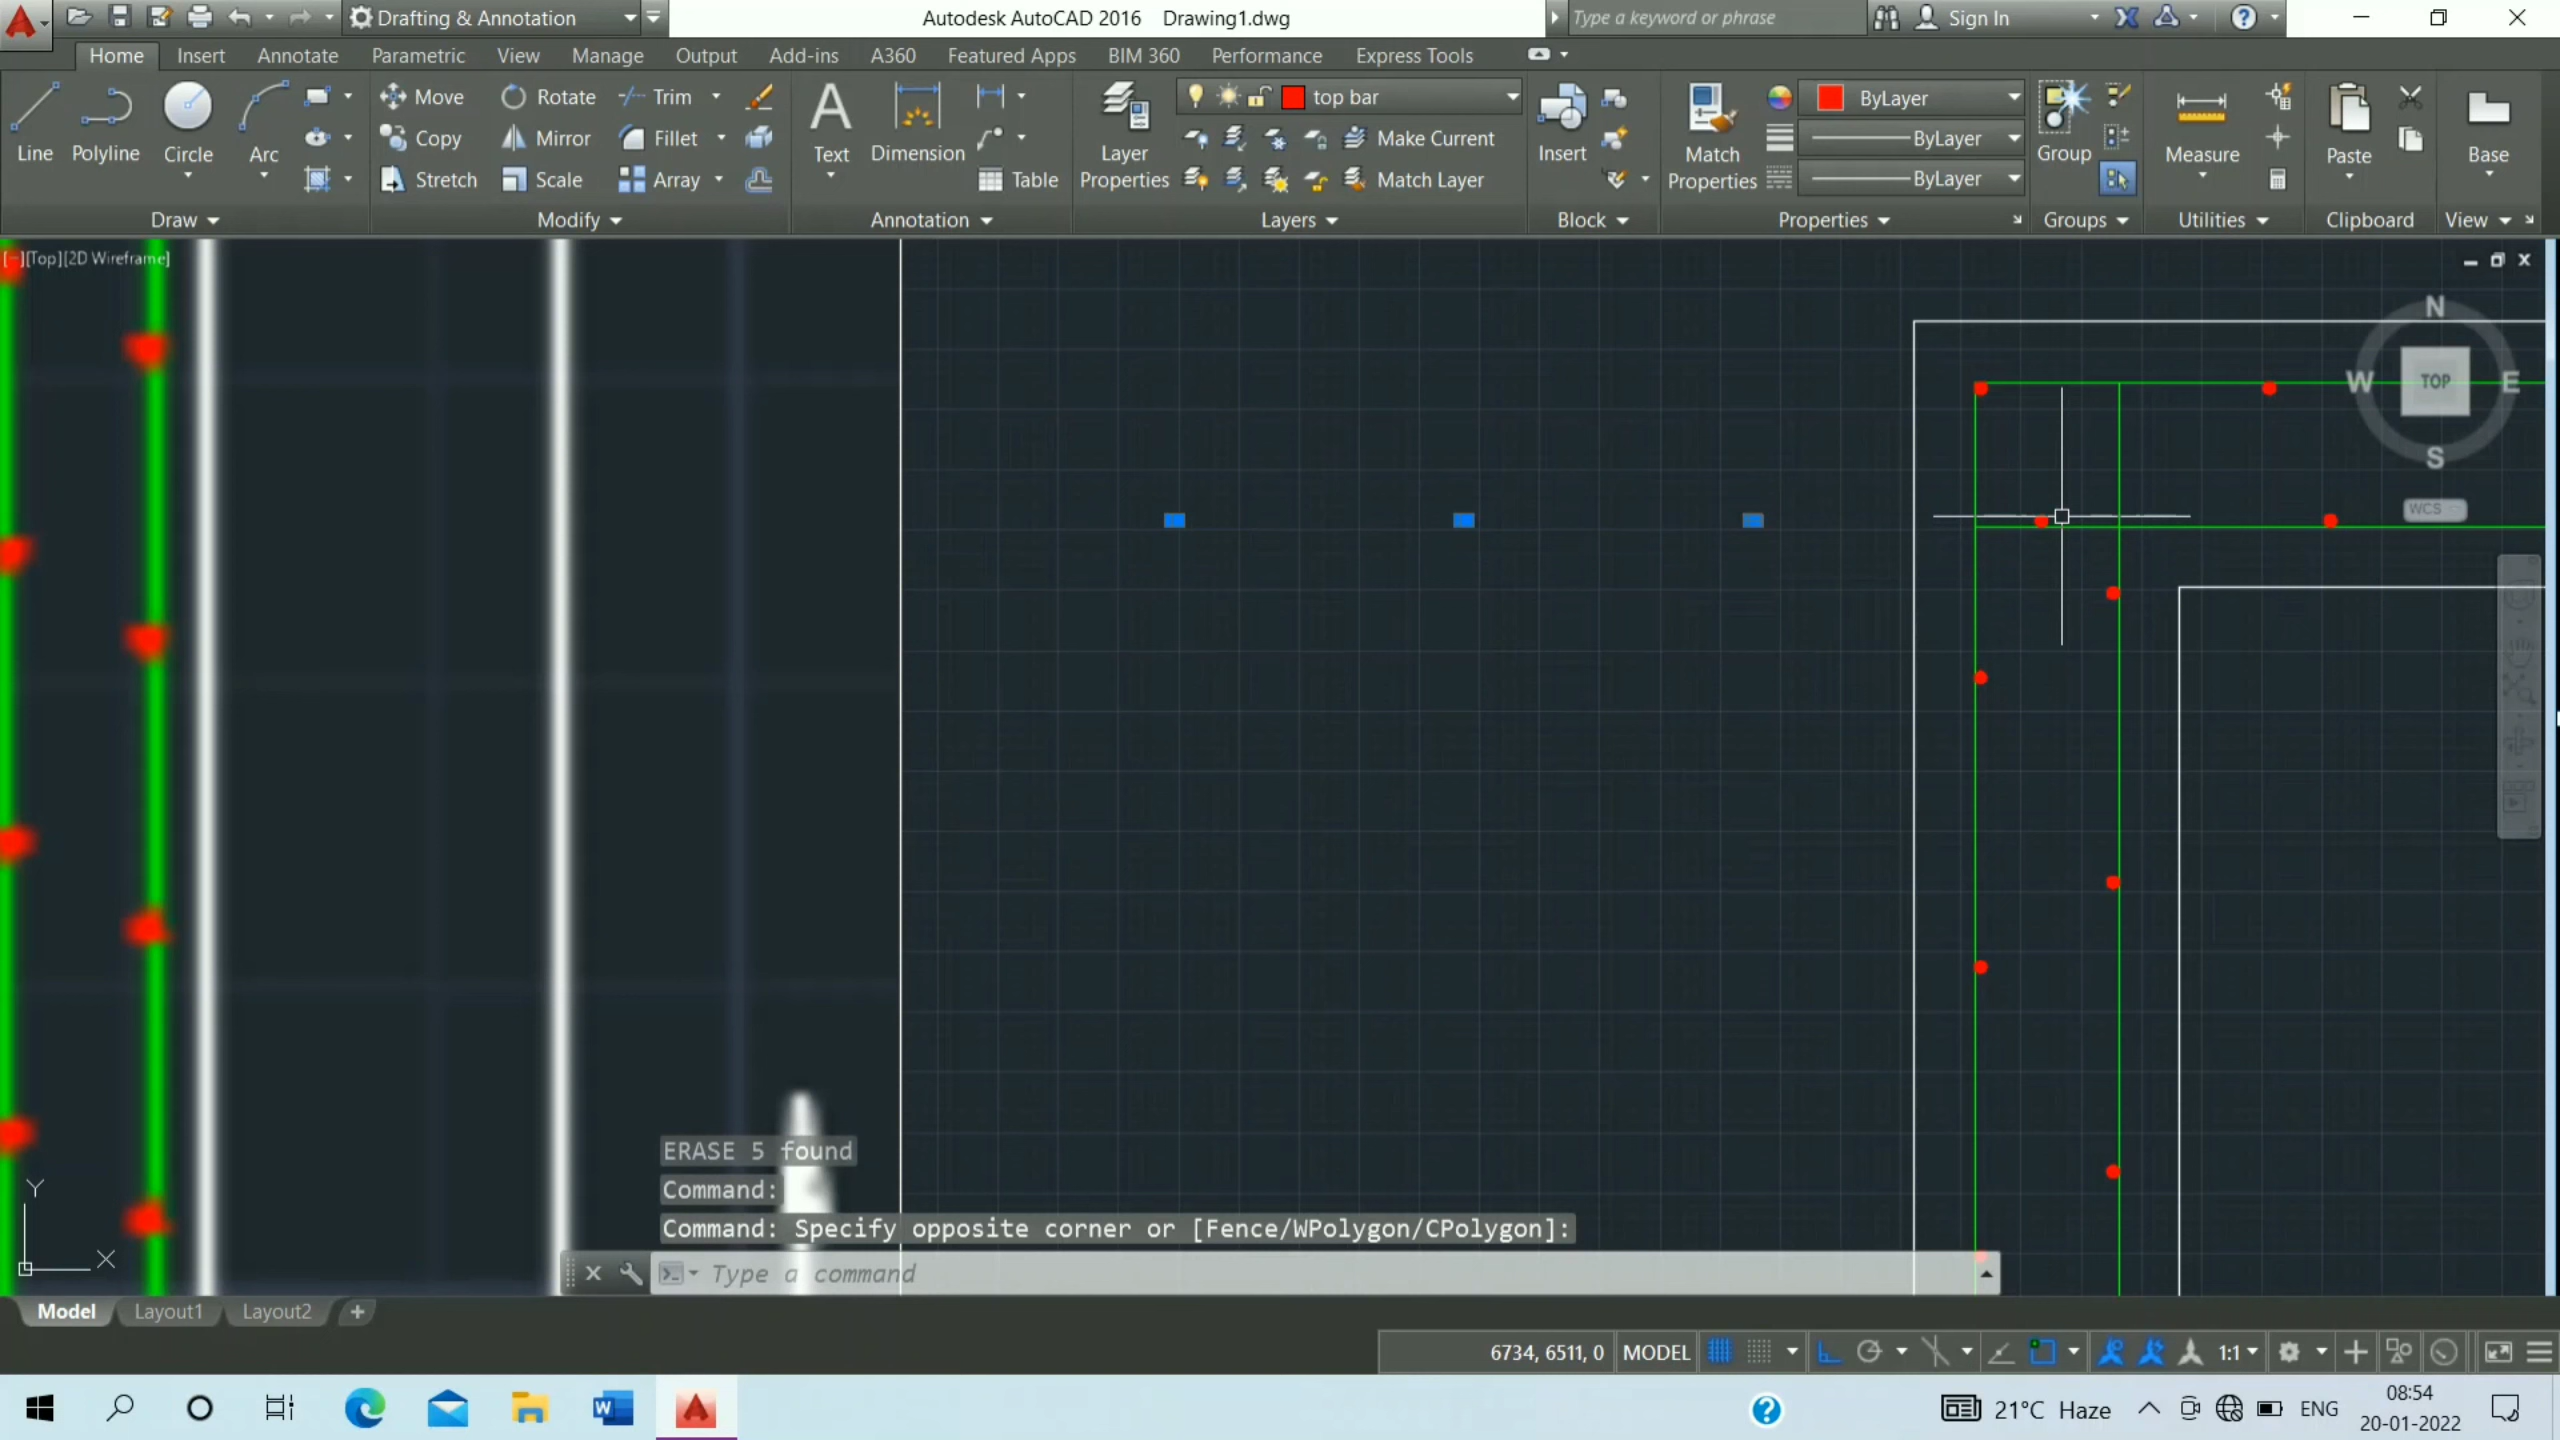 Drafting & Annotation
Autodesk AutoCAD 2016 Drawing1.dwg
Type a keyword or phrase
Sign In
Home Insert Annotate Parametric View Manage Output Add-ins A360 Featured Apps BIM 360 Performance Express Tools
Line Polyline Circle Arc
Move Rotate Trim
Copy Mirror Fillet
Stretch Scale Array
Text Dimension
Table
Layer Properties
top bar
Make Current
Match Layer
Insert
Match Properties
ByLayer
ByLayer
ByLayer
Group
Measure
Paste
Base
Draw Modify Annotation Layers Block Properties Groups Utilities Clipboard View
[−][Top][2D Wireframe]
N
W TOP E
S
WCS
ERASE 5 found
Command:
Command: Specify opposite corner or [Fence/WPolygon/CPolygon]:
Type a command
Y
X
Model Layout1 Layout2
6734, 6511, 0 MODEL 1:1
21°C Haze ENG
08:54
20-01-2022